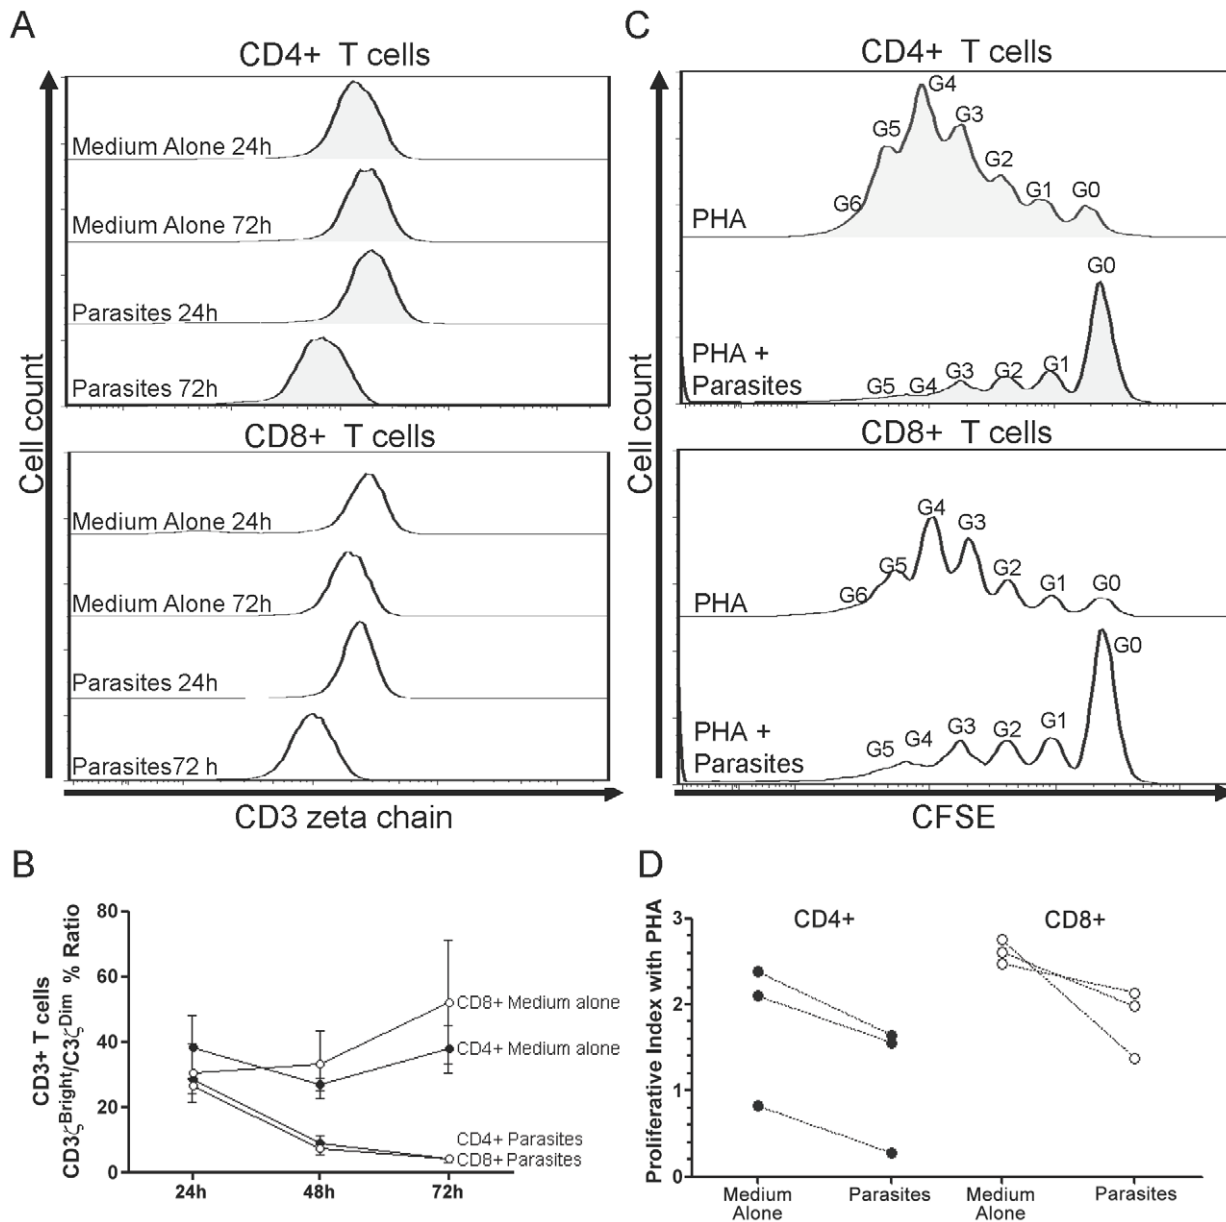 A
CD4+ T cells
Medium Alone 24h
Medium Alone 72h
Parasites 24h
Parasites 72h
CD8+ T cells
Medium Alone 24h
Medium Alone 72h
Parasites 24h
Parasites72 h
Cell count
CD3 zeta chain
C
CD4+ T cells
G6
G5
G4
G3
G2
G1
G0
PHA
G5
G4
G3
G2
G1
G0
PHA +
Parasites
CD8+ T cells
G6
G5
G4
G3
G2
G1
G0
PHA
G5
G4
G3
G2
G1
G0
PHA +
Parasites
Cell count
CFSE
B
CD3+ T cells
CD3ζBright/C3ζDim % Ratio
80
60
40
20
0
24h
48h
72h
CD8+ Medium alone
CD4+ Medium alone
CD4+ Parasites
CD8+ Parasites
D
Proliferative Index with PHA
3
2
1
0
CD4+
CD8+
Medium
Alone
Parasites
Medium
Alone
Parasites